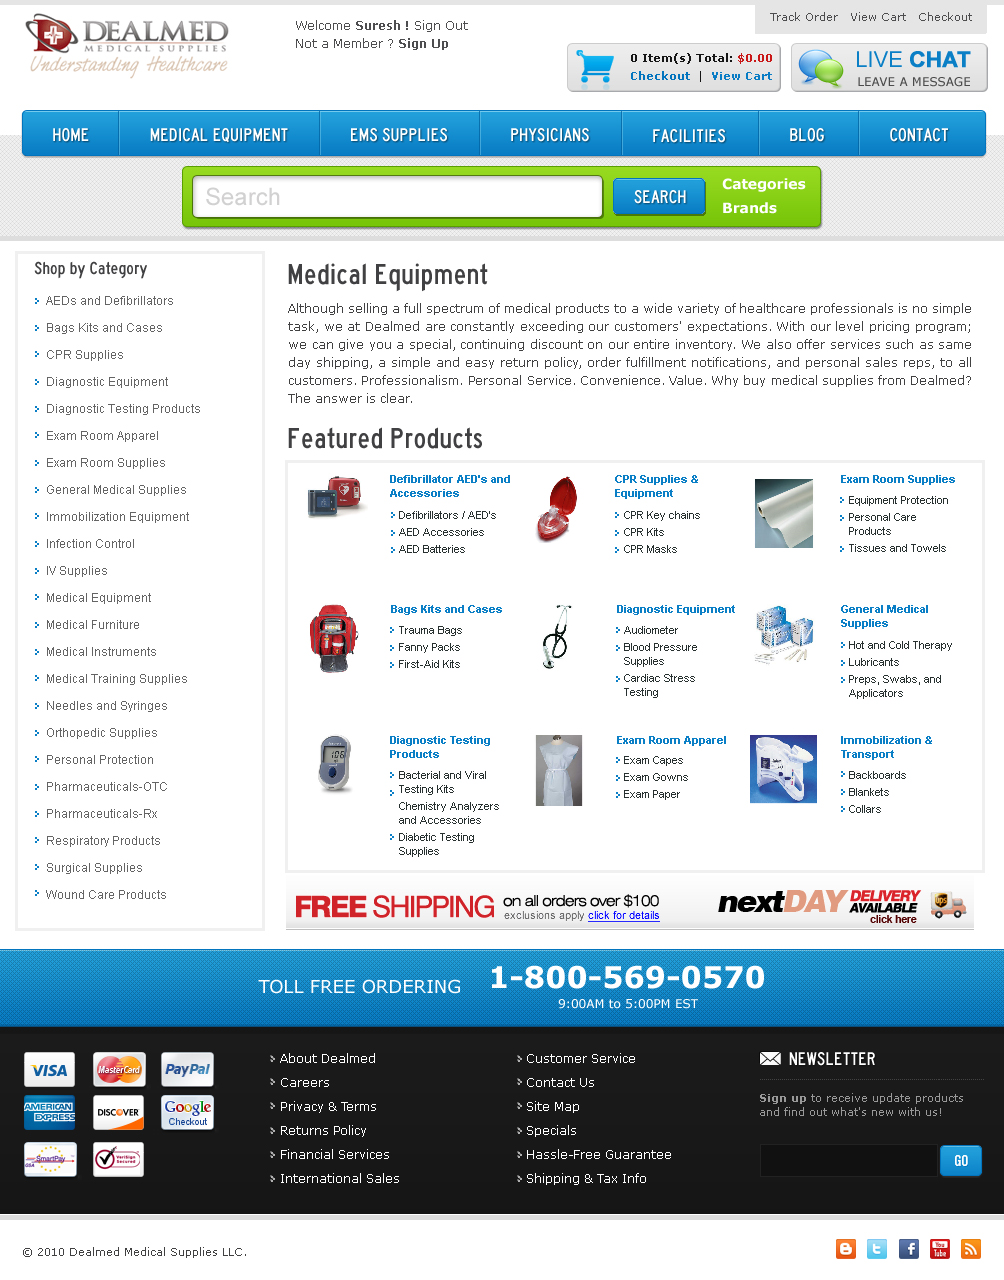 DEALMED
MEDICAL SUPPLIES
Understanding Healthcare
Welcome Suresh ! Sign Out
Not a Member ? Sign Up
Track Order View Cart Checkout
0 Item(s) Total: $0.00
Checkout | View Cart
LIVE CHAT
LEAVE A MESSAGE
HOME MEDICAL EQUIPMENT EMS SUPPLIES PHYSICIANS FACILITIES BLOG CONTACT
Search
SEARCH
Categories
Brands
Shop by Category
AEDs and Defibrillators
Bags Kits and Cases
CPR Supplies
Diagnostic Equipment
Diagnostic Testing Products
Exam Room Apparel
Exam Room Supplies
General Medical Supplies
Immobilization Equipment
Infection Control
IV Supplies
Medical Equipment
Medical Furniture
Medical Instruments
Medical Training Supplies
Needles and Syringes
Orthopedic Supplies
Personal Protection
Pharmaceuticals-OTC
Pharmaceuticals-Rx
Respiratory Products
Surgical Supplies
Wound Care Products
Medical Equipment
Although selling a full spectrum of medical products to a wide variety of healthcare professionals is no simple
task, we at Dealmed are constantly exceeding our customers' expectations. With our level pricing program;
we can give you a special, continuing discount on our entire inventory. We also offer services such as same
day shipping, a simple and easy return policy, order fulfillment notifications, and personal sales reps, to all
customers. Professionalism. Personal Service. Convenience. Value. Why buy medical supplies from Dealmed?
The answer is clear.
Featured Products
Defibrillator AED's and
Accessories
Defibrillators / AED's
AED Accessories
AED Batteries
CPR Supplies &
Equipment
CPR Key chains
CPR Kits
CPR Masks
Exam Room Supplies
Equipment Protection
Personal Care
Products
Tissues and Towels
Bags Kits and Cases
Trauma Bags
Fanny Packs
First-Aid Kits
Diagnostic Equipment
Audiometer
Blood Pressure
Supplies
Cardiac Stress
Testing
General Medical
Supplies
Hot and Cold Therapy
Lubricants
Preps, Swabs, and
Applicators
108
Diagnostic Testing
Products
Bacterial and Viral
Testing Kits
Chemistry Analyzers
and Accessories
Diabetic Testing
Supplies
Exam Room Apparel
Exam Capes
Exam Gowns
Exam Paper
Immobilization &
Transport
Backboards
Blankets
Collars
FREE SHIPPING on all orders over $100
exclusions apply click for details
nextDAY DELIVERY
AVAILABLE
click here
ups
TOLL FREE ORDERING 1-800-569-0570
9:00AM to 5:00PM EST
VISA MasterCard PayPal
AMERICAN EXPRESS DISCOVER Google Checkout
GSA SmartPay VeriSign Secured
About Dealmed
Careers
Privacy & Terms
Returns Policy
Financial Services
International Sales
Customer Service
Contact Us
Site Map
Specials
Hassle-Free Guarantee
Shipping & Tax Info
NEWSLETTER
Sign up to receive update products
and find out what's new with us!
GO
© 2010 Dealmed Medical Supplies LLC.
You Tube